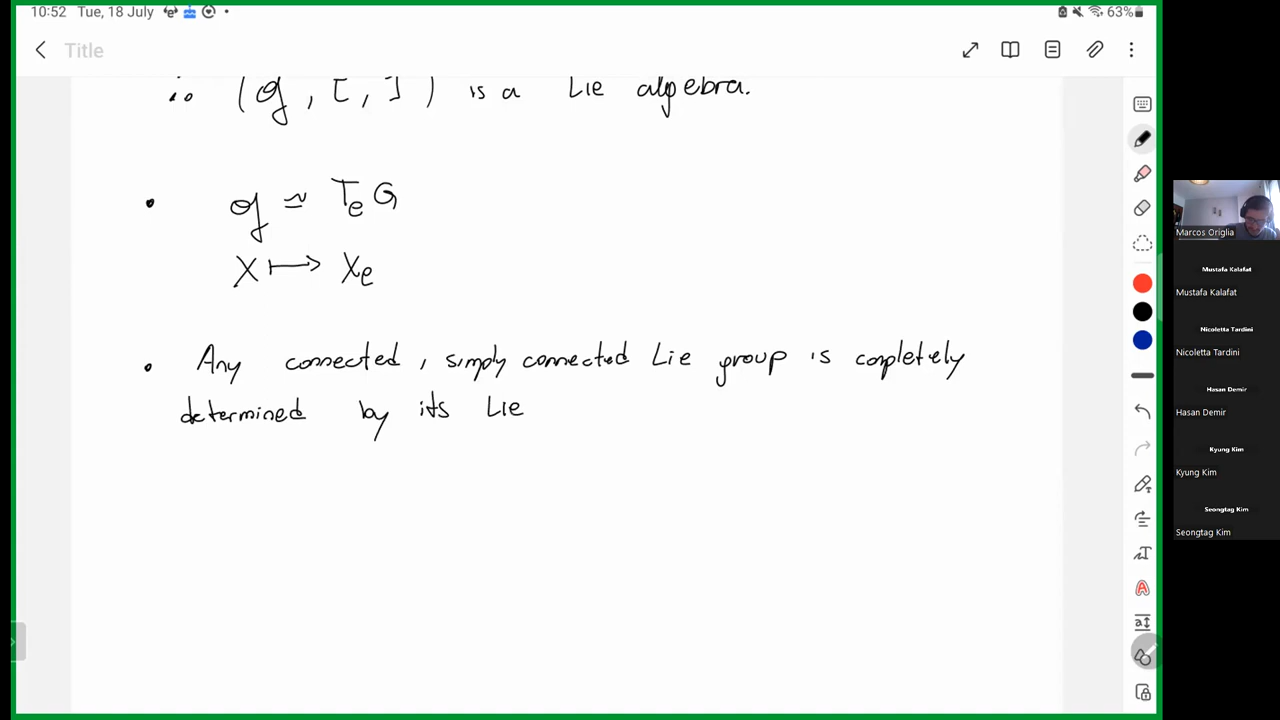 10:52 Tue, 18 July
63%
Title
∴ (𝔤, [,]) is a Lie algebra.
• 𝔤 ≃ TₑG
X ⟼ Xₑ
• Any connected, simply connected Lie group is copletely
determined by its Lie
Marcos Origlia
Mustafa Kalafat
Mustafa Kalafat
Nicoletta Tardini
Nicoletta Tardini
Hasan Demir
Hasan Demir
Kyung Kim
Kyung Kim
Seongtag Kim
Seongtag Kim